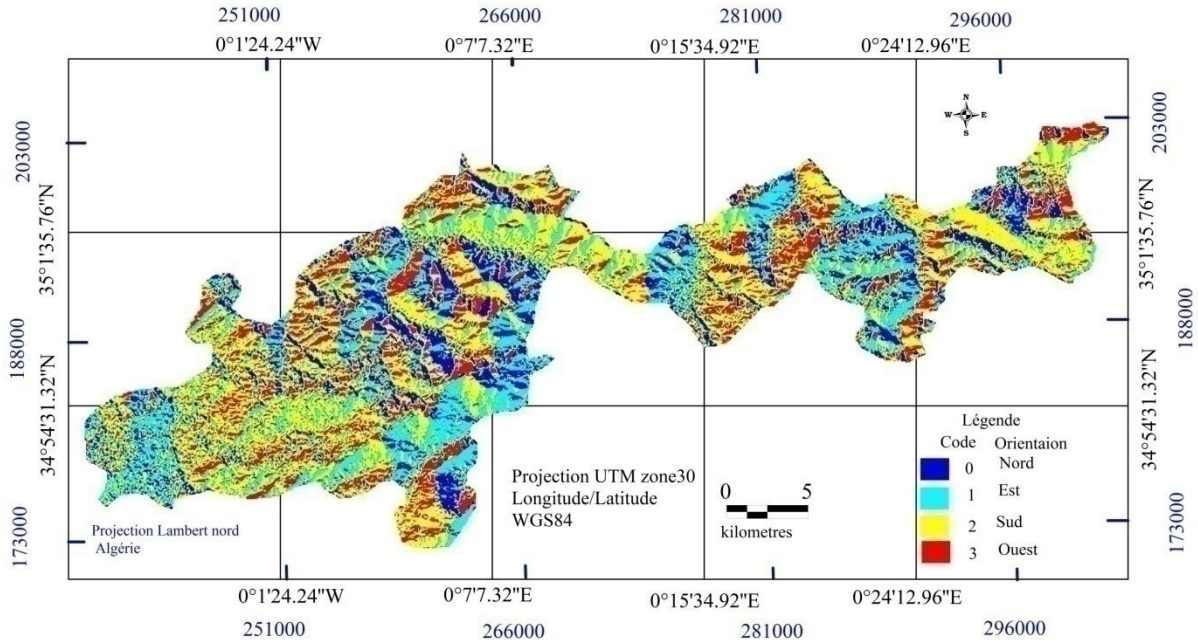 251000 266000 281000 296000
0°1'24.24"W 0°7'7.32"E 0°15'34.92"E 0°24'12.96"E
203000
35°1'35.76"N
188000
34°54'31.32"N
173000
N
W E
S
203000
35°1'35.76"N
188000
34°54'31.32"N
173000
Légende
Code Orientaion
0 Nord
1 Est
2 Sud
3 Ouest
Projection UTM zone30
Longitude/Latitude
WGS84
0 5
kilometres
Projection Lambert nord
Algérie
0°1'24.24"W 0°7'7.32"E 0°15'34.92"E 0°24'12.96"E
251000 266000 281000 296000